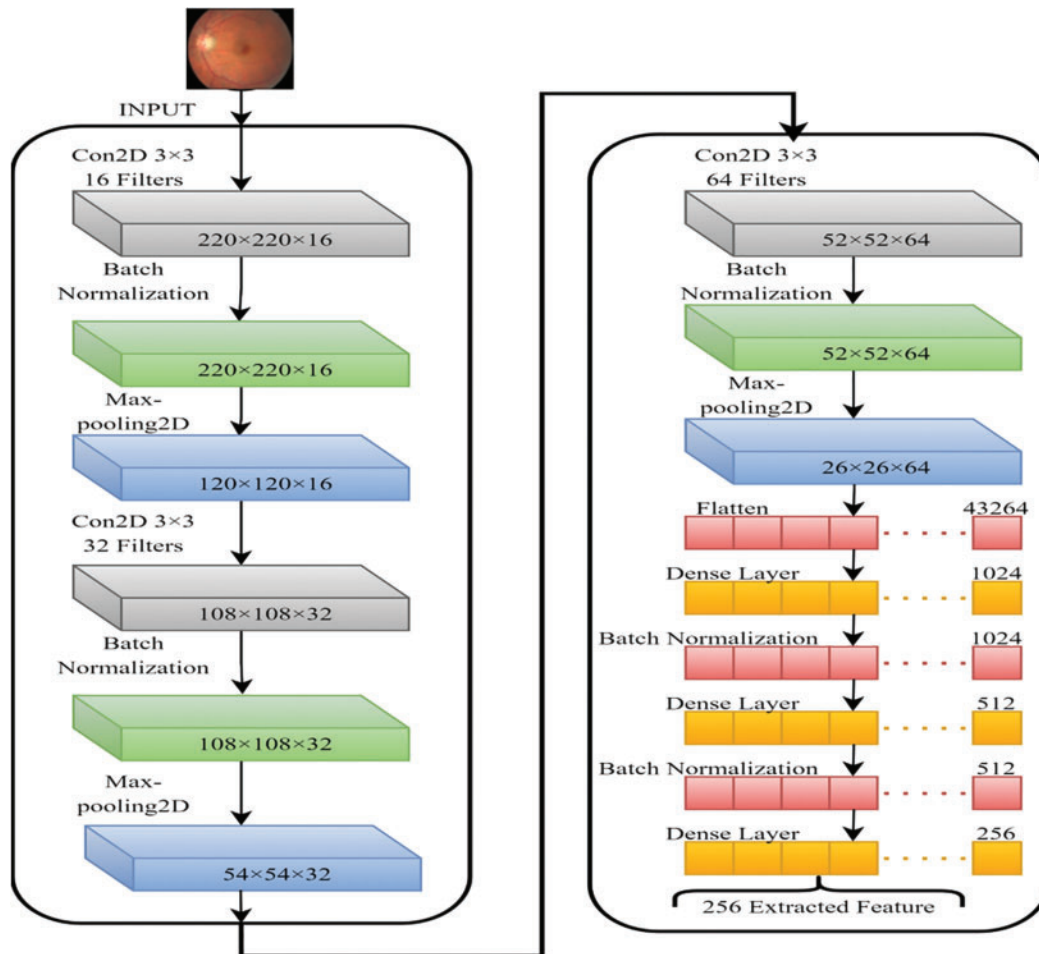 INPUT
Con2D 3×3
16 Filters
220×220×16
Batch
Normalization
220×220×16
Max-
pooling2D
120×120×16
Con2D 3×3
32 Filters
108×108×32
Batch
Normalization
108×108×32
Max-
pooling2D
54×54×32
Con2D 3×3
64 Filters
52×52×64
Batch
Normalization
52×52×64
Max-
pooling2D
26×26×64
Flatten 43264
Dense Layer 1024
Batch Normalization 1024
Dense Layer 512
Batch Normalization 512
Dense Layer 256
256 Extracted Feature